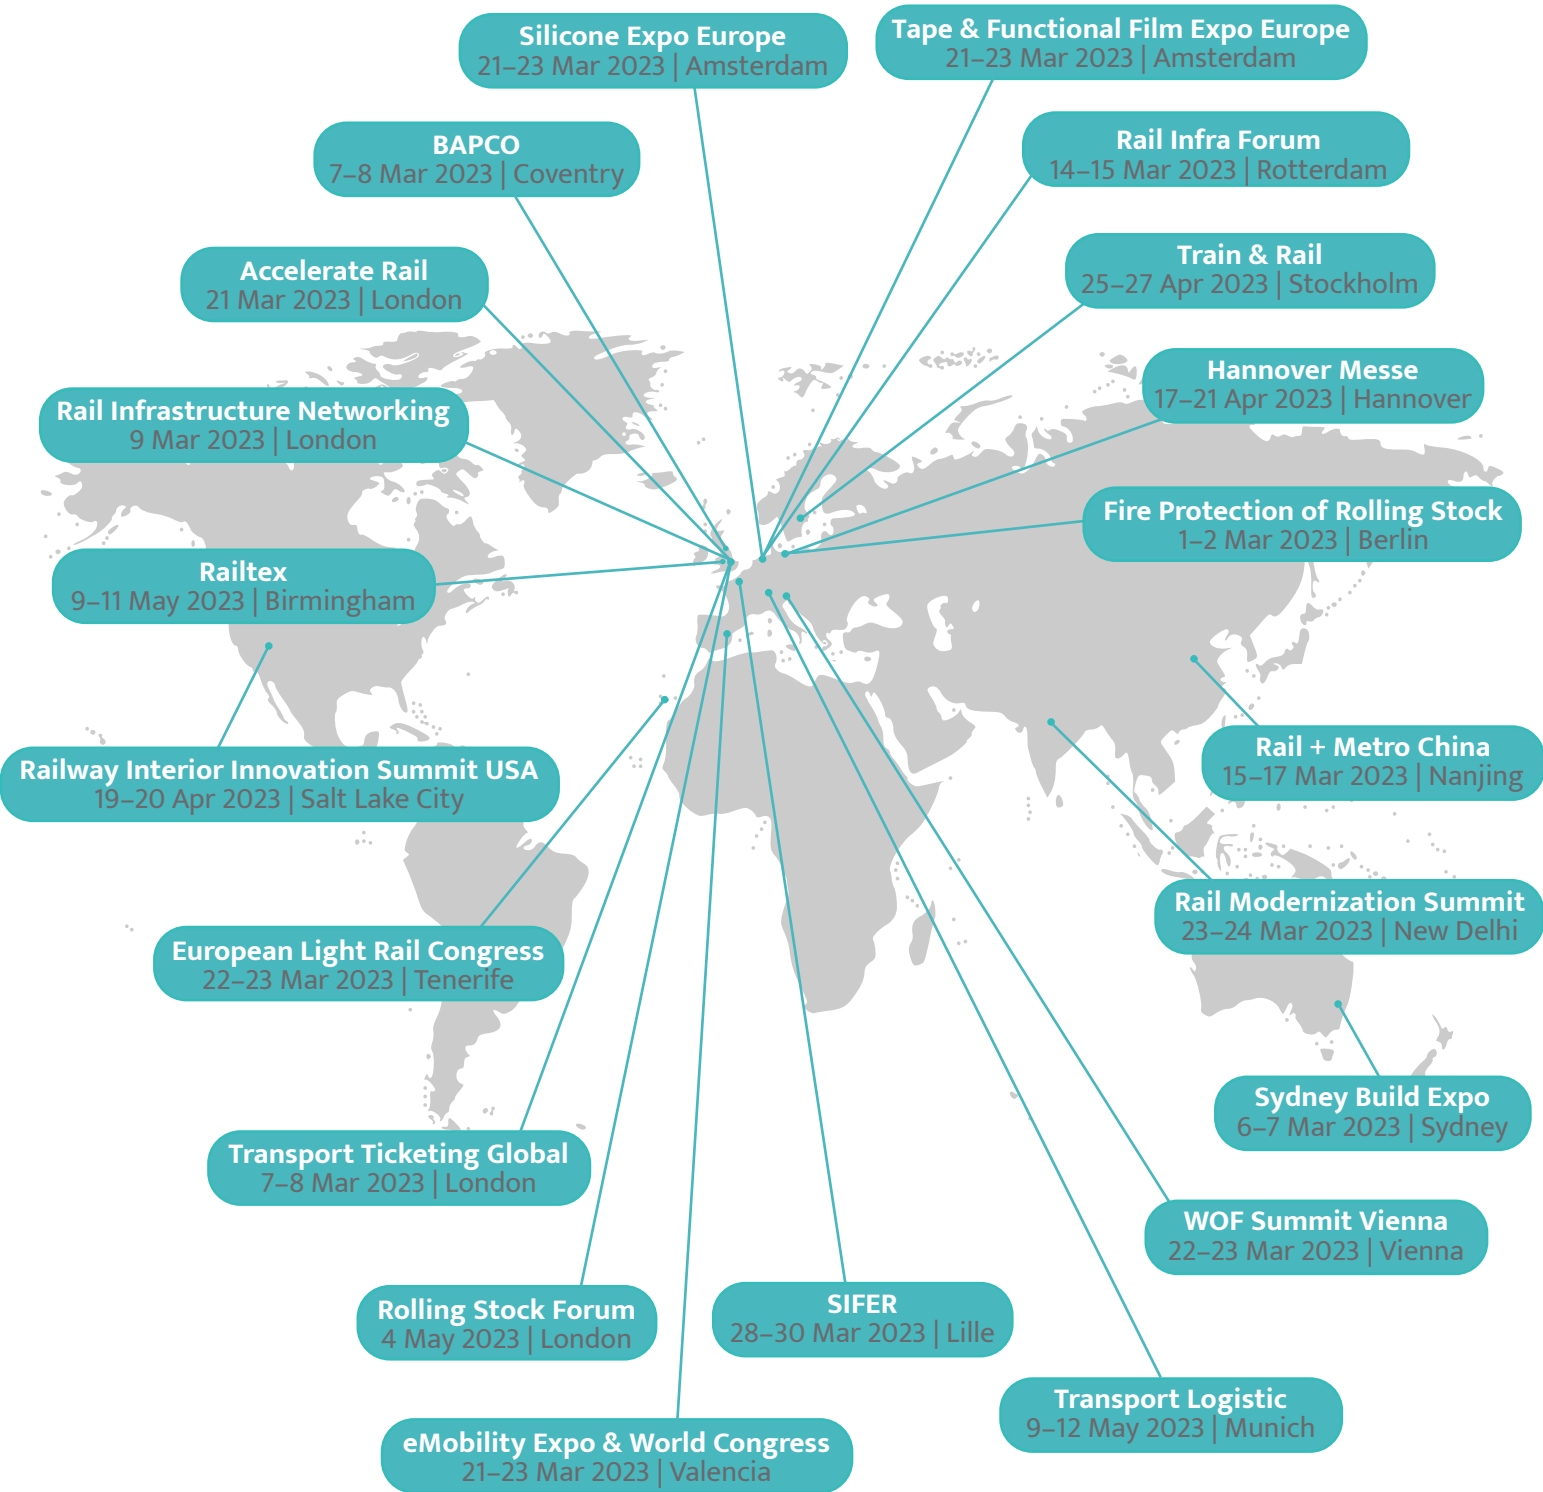 Silicone Expo Europe
21–23 Mar 2023 | Amsterdam
Tape & Functional Film Expo Europe
21–23 Mar 2023 | Amsterdam
BAPCO
7–8 Mar 2023 | Coventry
Rail Infra Forum
14–15 Mar 2023 | Rotterdam
Accelerate Rail
21 Mar 2023 | London
Train & Rail
25–27 Apr 2023 | Stockholm
Hannover Messe
17–21 Apr 2023 | Hannover
Rail Infrastructure Networking
9 Mar 2023 | London
Fire Protection of Rolling Stock
1–2 Mar 2023 | Berlin
Railtex
9–11 May 2023 | Birmingham
Rail + Metro China
15–17 Mar 2023 | Nanjing
Railway Interior Innovation Summit USA
19–20 Apr 2023 | Salt Lake City
Rail Modernization Summit
23–24 Mar 2023 | New Delhi
European Light Rail Congress
22–23 Mar 2023 | Tenerife
Sydney Build Expo
6–7 Mar 2023 | Sydney
Transport Ticketing Global
7–8 Mar 2023 | London
WOF Summit Vienna
22–23 Mar 2023 | Vienna
Rolling Stock Forum
4 May 2023 | London
SIFER
28–30 Mar 2023 | Lille
Transport Logistic
9–12 May 2023 | Munich
eMobility Expo & World Congress
21–23 Mar 2023 | Valencia